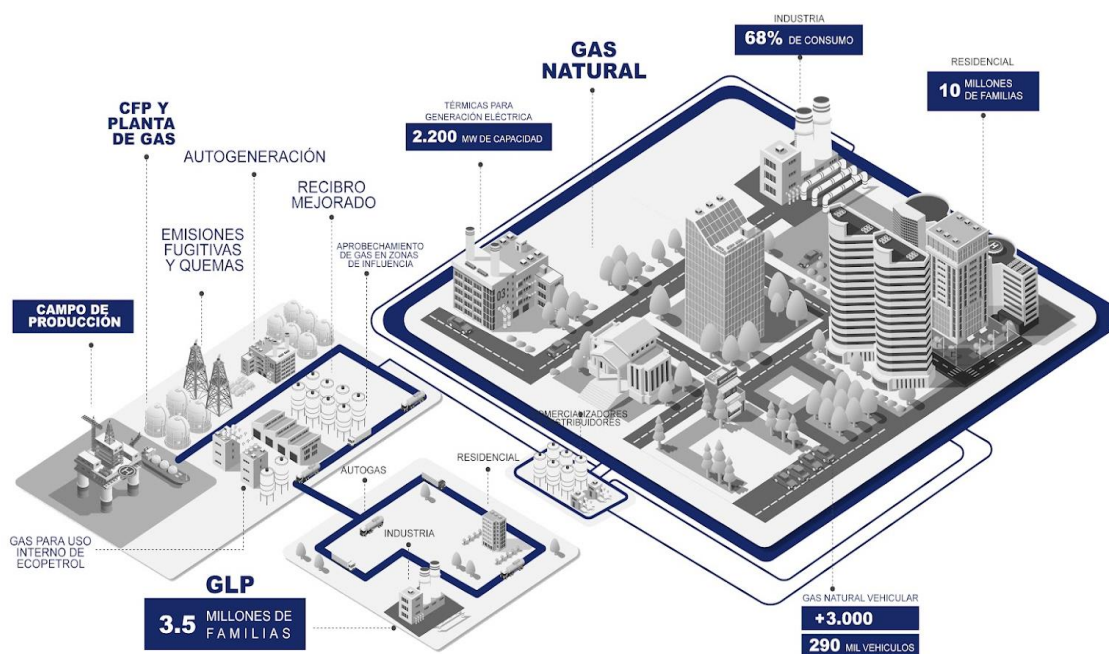 INDUSTRIA
68% DE CONSUMO
RESIDENCIAL
10 MILLONES
DE FAMILIAS
GAS
NATURAL
TÉRMICAS PARA
GENERACIÓN ELÉCTRICA
2.200 MW DE CAPACIDAD
CFP Y
PLANTA
DE GAS
AUTOGENERACIÓN
RECIBRO
MEJORADO
EMISIONES
FUGITIVAS
Y QUEMAS
APROBECHAMIENTO
DE GAS EN ZONAS
DE INFLUENCIA
CAMPO DE
PRODUCCIÓN
03
OMERCIALIZADORES
STRIBUIDORES
AUTOGAS
RESIDENCIAL
INDUSTRIA
GAS PARA USO
INTERNO DE
ECOPETROL
GLP
3.5 MILLONES DE
FAMILIAS
GAS NATURAL VEHICULAR
+3.000
290 MIL VEHICULOS